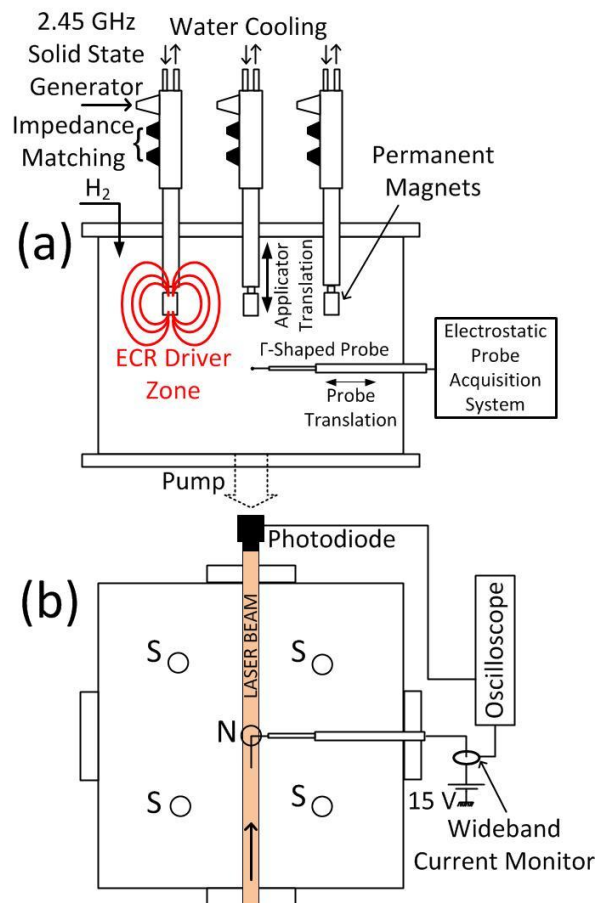 2.45 GHz
Solid State
Generator
Water Cooling
Impedance
Matching
Permanent
Magnets
H2
(a)
Applicator
Translation
ECR Driver
Zone
Γ-Shaped Probe
Probe
Translation
Electrostatic
Probe
Acquisition
System
Pump
Photodiode
(b)
LASER BEAM
Oscilloscope
S
S
N
S
S
15 V
Wideband
Current Monitor